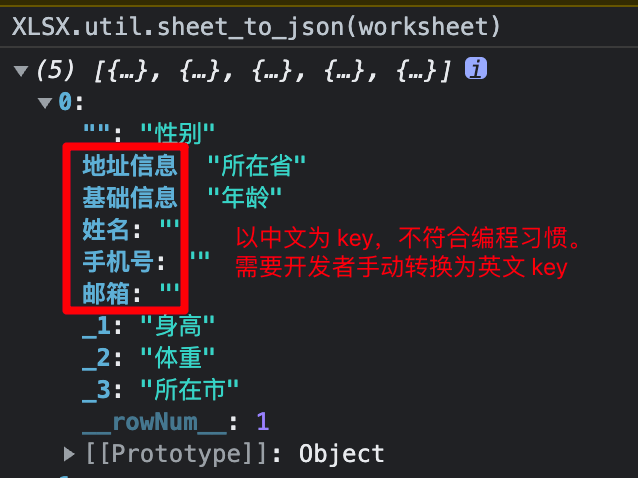 XLSX.util.sheet_to_json(worksheet)
▼(5) [{…}, {…}, {…}, {…}, {…}] i
▼0:
"": "性别"
地址信息 "所在省"
基础信息 "年龄"
姓名: ""
手机号: ""
邮箱: ""
以中文为 key，不符合编程习惯。
需要开发者手动转换为英文 key
_1: "身高"
_2: "体重"
_3: "所在市"
__rowNum__: 1
▶[[Prototype]]: Object